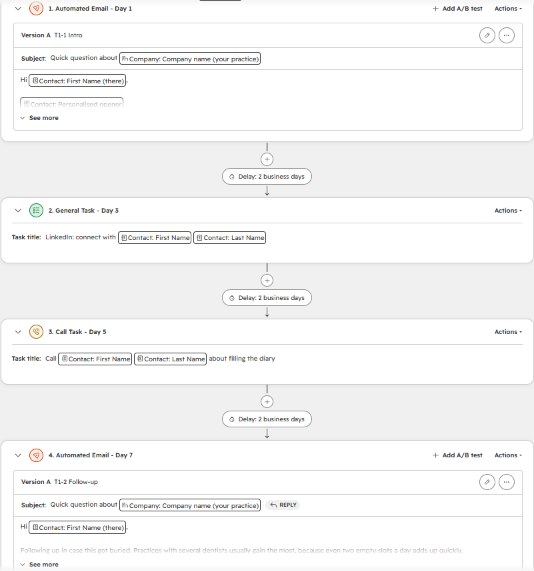 1. Automated Email - Day 1 + Add A/B test Actions
Version A T1-1 Intro
Subject: Quick question about Company: Company name (your practice)
Hi Contact: First Name (there),
Contact: Personalised opener
See more
Delay: 2 business days
2. General Task - Day 3 Actions
Task title: LinkedIn: connect with Contact: First Name Contact: Last Name
Delay: 2 business days
3. Call Task - Day 5 Actions
Task title: Call Contact: First Name Contact: Last Name about filling the diary
Delay: 2 business days
4. Automated Email - Day 7 + Add A/B test Actions
Version A T1-2 Follow-up
Subject: Quick question about Company: Company name (your practice) REPLY
Hi Contact: First Name (there),
Following up in case this got buried. Practices with several dentists usually gain the most, because even two empty slots a day adds up quickly.
See more